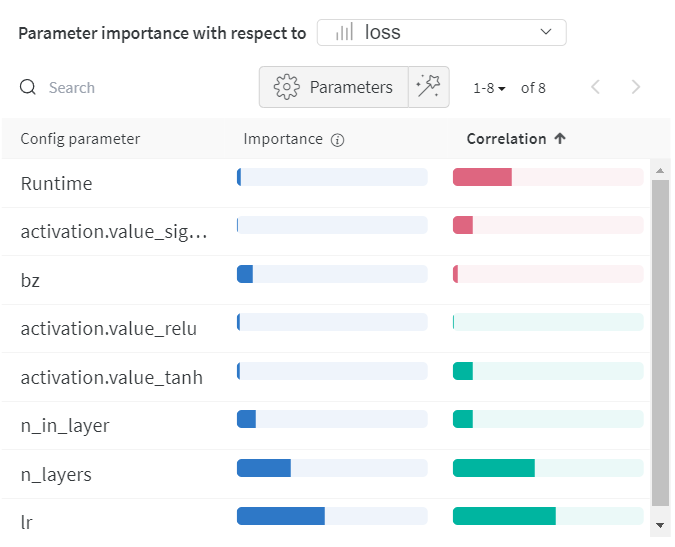 Parameter importance with respect to loss
Search Parameters 1-8 of 8
Config parameter Importance Correlation
Runtime
activation.value_sig…
bz
activation.value_relu
activation.value_tanh
n_in_layer
n_layers
lr